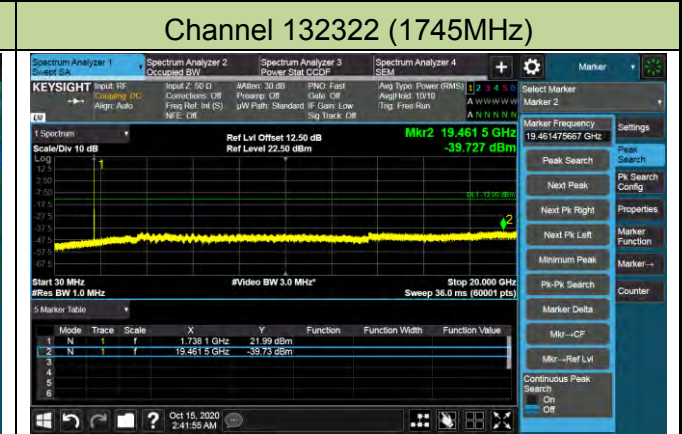 Channel 132322 (1745MHz)
Spectrum Analyzer 1
Swept SA
Spectrum Analyzer 2
Occupied BW
Spectrum Analyzer 3
Power Stat CCDF
Spectrum Analyzer 4
SEM
Marker
KEYSIGHT
Input: RF
Coupling: DC
Align: Auto
Input Z: 50 Ω
Corrections: Off
Freq Ref: Int (S)
NFE: Off
#Atten: 30 dB
Preamp: Off
µW Path: Standard
PNO: Fast
Gate: Off
IF Gain: Low
Sig Track: Off
Avg Type: Power (RMS)
Avg|Hold: 10/10
Trig: Free Run
1 2 3 4 5 6
A W W W W W
A N N N N N
LXI
Select Marker
Marker 2
Marker Frequency
19.461475667 GHz
Settings
Peak Search
Peak Search
Next Peak
Pk Search Config
Next Pk Right
Properties
Next Pk Left
Marker Function
Minimum Peak
Marker→
Pk-Pk Search
Counter
Marker Delta
Mkr→CF
Mkr→Ref Lvl
Continuous Peak Search
On
Off
1 Spectrum
Scale/Div 10 dB
Ref Lvl Offset 12.50 dB
Ref Level 22.50 dBm
Mkr2 19.461 5 GHz
-39.727 dBm
Log
12.5
2.50
-7.50
-17.5
-27.5
-37.5
-47.5
-57.5
-67.5
1
DL1 -13.00 dBm
2
Start 30 MHz
#Res BW 1.0 MHz
#Video BW 3.0 MHz*
Stop 20.000 GHz
Sweep 36.0 ms (60001 pts)
5 Marker Table
Mode Trace Scale X Y Function Function Width Function Value
1 N 1 f 1.738 1 GHz 21.99 dBm
2 N 1 f 19.461 5 GHz -39.73 dBm
3
4
5
6
?
Oct 15, 2020
2:41:55 AM